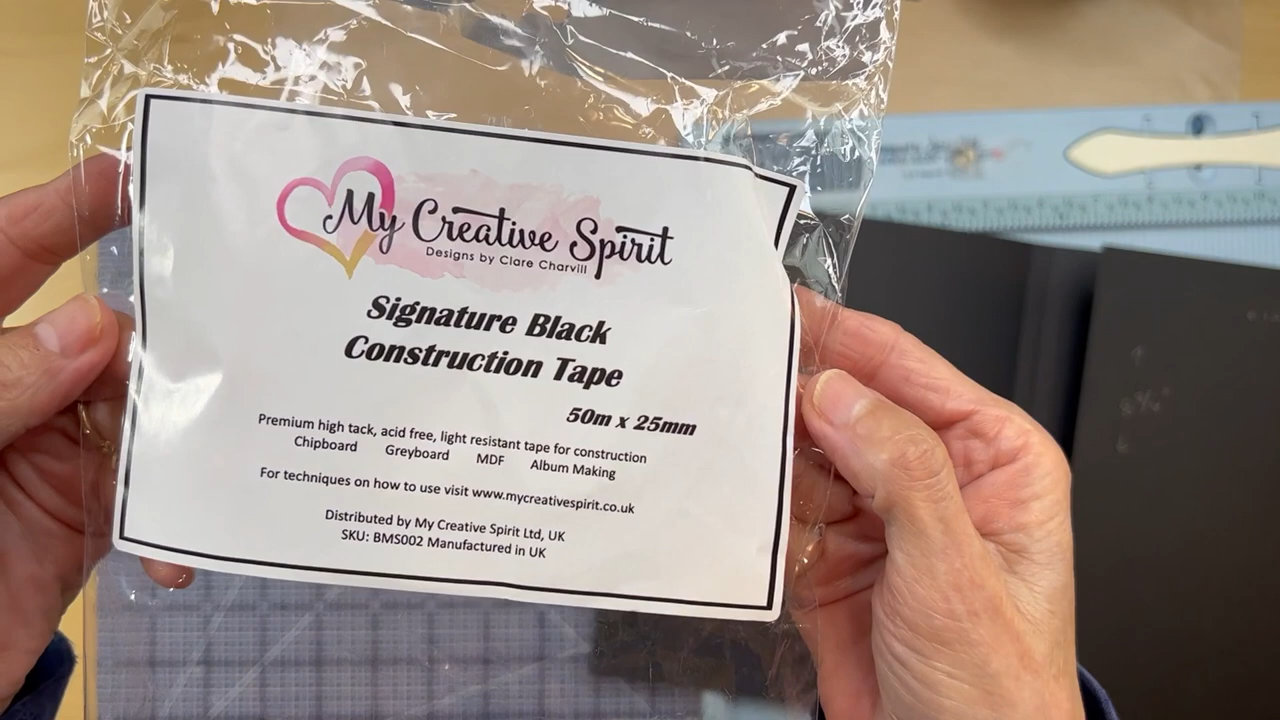 My Creative Spirit
Designs by Clare Charvill
Signature Black
Construction Tape
50m x 25mm
Premium high tack, acid free, light resistant tape for construction
Chipboard Greyboard MDF Album Making
For techniques on how to use visit www.mycreativespirit.co.uk
Distributed by My Creative Spirit Ltd, UK
SKU: BMS002 Manufactured in UK